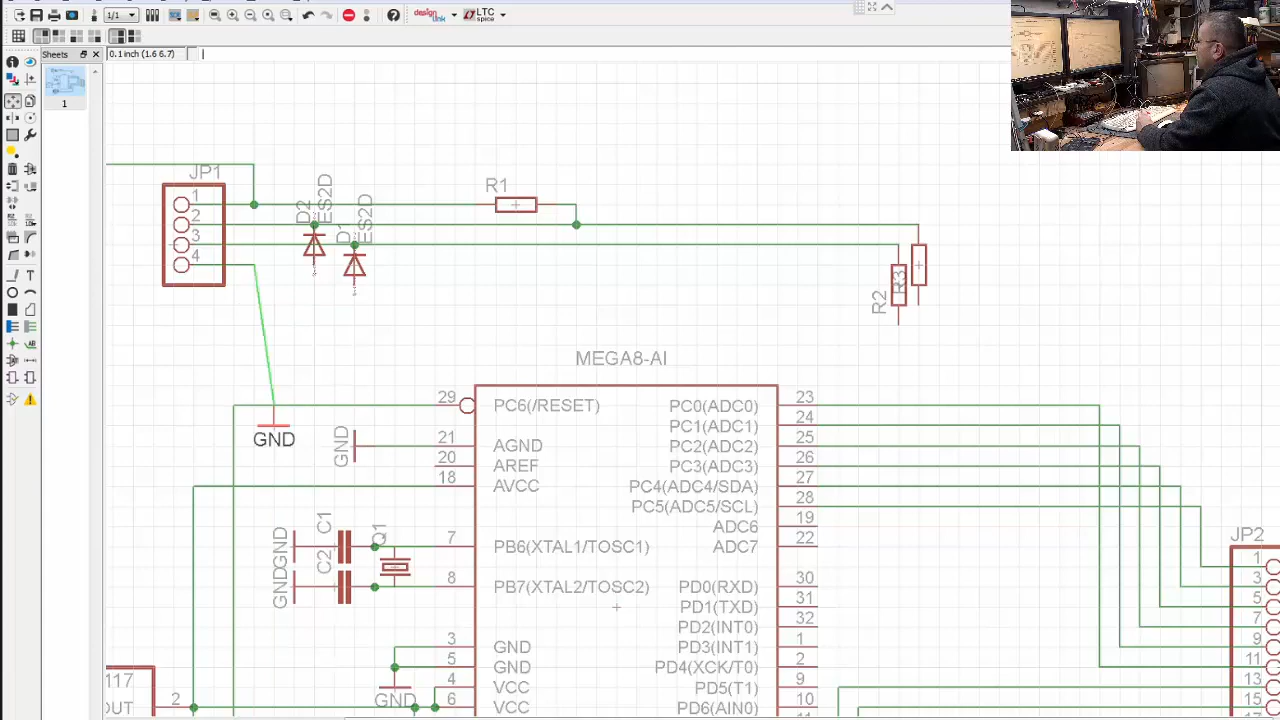 1/1
design link
LTC spice
Sheets
0.1 inch (1.6 6.7)
1
JP1
1
2
3
4
D2
ES2D
D1
ES2D
R1
R2
R3
MEGA8-AI
29 PC6(/RESET) PC0(ADC0) 23
PC1(ADC1) 24
GND
GND 21 AGND PC2(ADC2) 25
20 AREF PC3(ADC3) 26
18 AVCC PC4(ADC4/SDA) 27
PC5(ADC5/SCL) 28
ADC6 19
GND C1 Q1 7 PB6(XTAL1/TOSC1) ADC7 22
GND C2 8 PB7(XTAL2/TOSC2) PD0(RXD) 30
PD1(TXD) 31
PD2(INT0) 32
3 GND PD3(INT1) 1
5 GND PD4(XCK/T0) 2
4 VCC PD5(T1) 9
GND 6 VCC PD6(AIN0) 10
11
117
OUT 2
JP2
1
3
5
7
9
11
13
15
17